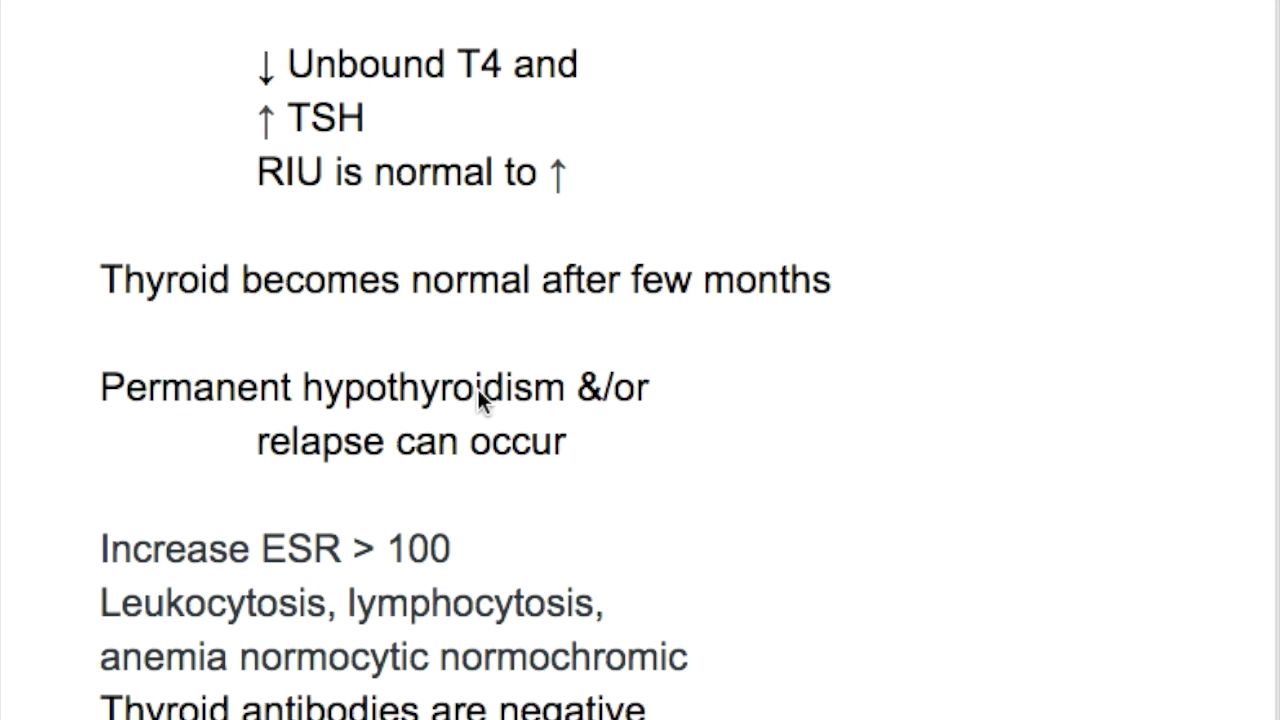 ↓ Unbound T4 and
↑ TSH
RIU is normal to ↑
Thyroid becomes normal after few months
Permanent hypothyroidism &/or
relapse can occur
Increase ESR > 100
Leukocytosis, lymphocytosis,
anemia normocytic normochromic
Thyroid antibodies are negative